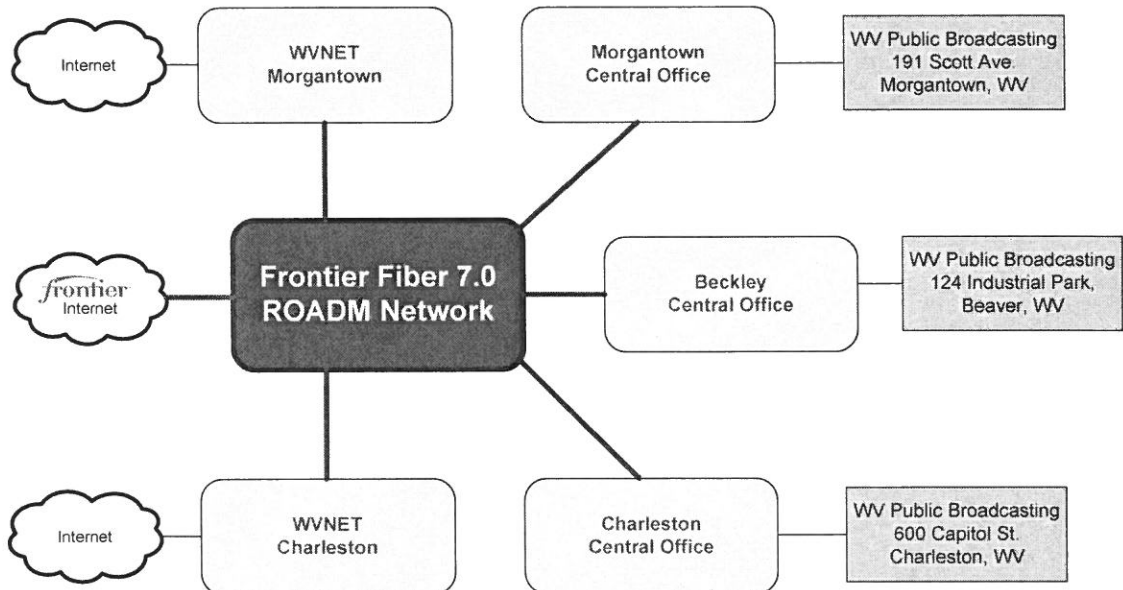 Internet
WVNET
Morgantown
Morgantown
Central Office
WV Public Broadcasting
191 Scott Ave.
Morgantown, WV
frontier
Internet
Frontier Fiber 7.0
ROADM Network
Beckley
Central Office
WV Public Broadcasting
124 Industrial Park,
Beaver, WV
Internet
WVNET
Charleston
Charleston
Central Office
WV Public Broadcasting
600 Capitol St.
Charleston, WV